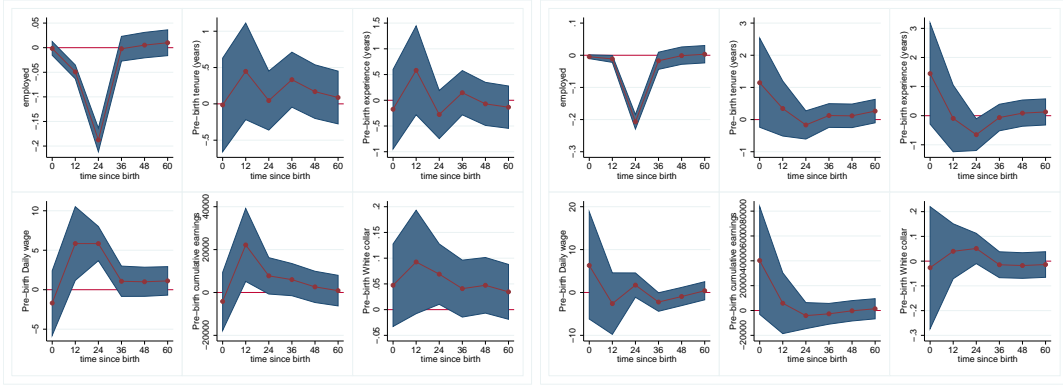 employed
.05
0
−.05
−.1
−.15
−.2
0 12 24 36 48 60
time since birth
Pre−birth tenure (years)
1
.5
0
−.5
0 12 24 36 48 60
time since birth
Pre−birth experience (years)
1.5
1
.5
0
−.5
−1
0 12 24 36 48 60
time since birth
employed
.1
0
−.1
−.2
−.3
0 12 24 36 48 60
time since birth
Pre−birth tenure (years)
3
2
1
0
−1
0 12 24 36 48 60
time since birth
Pre−birth experience (years)
3
2
1
0
−1
0 12 24 36 48 60
time since birth
Pre−birth Daily wage
10
5
0
−5
0 12 24 36 48 60
time since birth
Pre−birth cumulative earnings
40000
20000
0
−20000
0 12 24 36 48 60
time since birth
Pre−birth White collar
.2
.15
.1
.05
0
−.05
0 12 24 36 48 60
time since birth
Pre−birth Daily wage
20
10
0
−10
0 12 24 36 48 60
time since birth
Pre−birth cumulative earnings
80000
60000
40000
20000
0
−20000
0 12 24 36 48 60
time since birth
Pre−birth White collar
.2
.1
0
−.1
−.2
−.3
0 12 24 36 48 60
time since birth